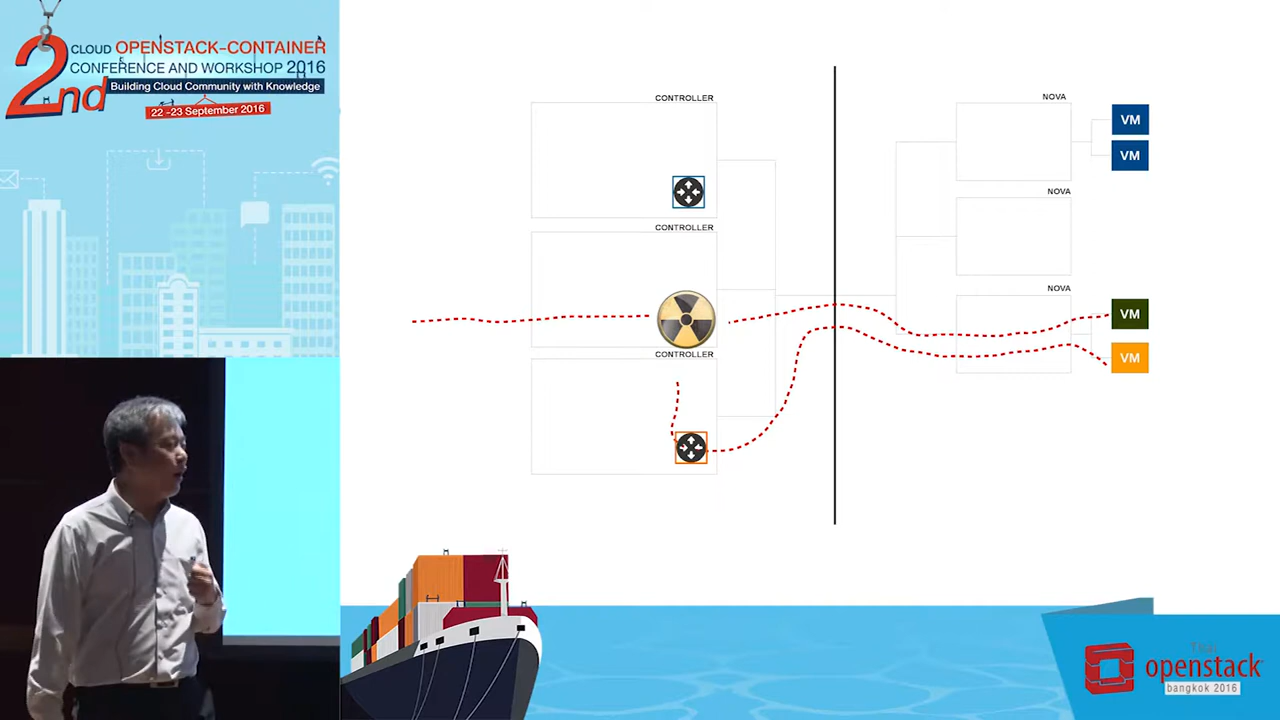 2nd
CLOUD OPENSTACK-CONTAINER
CONFERENCE AND WORKSHOP 2016
Building Cloud Community with Knowledge
22 -23 September 2016
CONTROLLER
CONTROLLER
CONTROLLER
NOVA
VM
VM
NOVA
NOVA
VM
VM
Thai
openstack
bangkok 2016